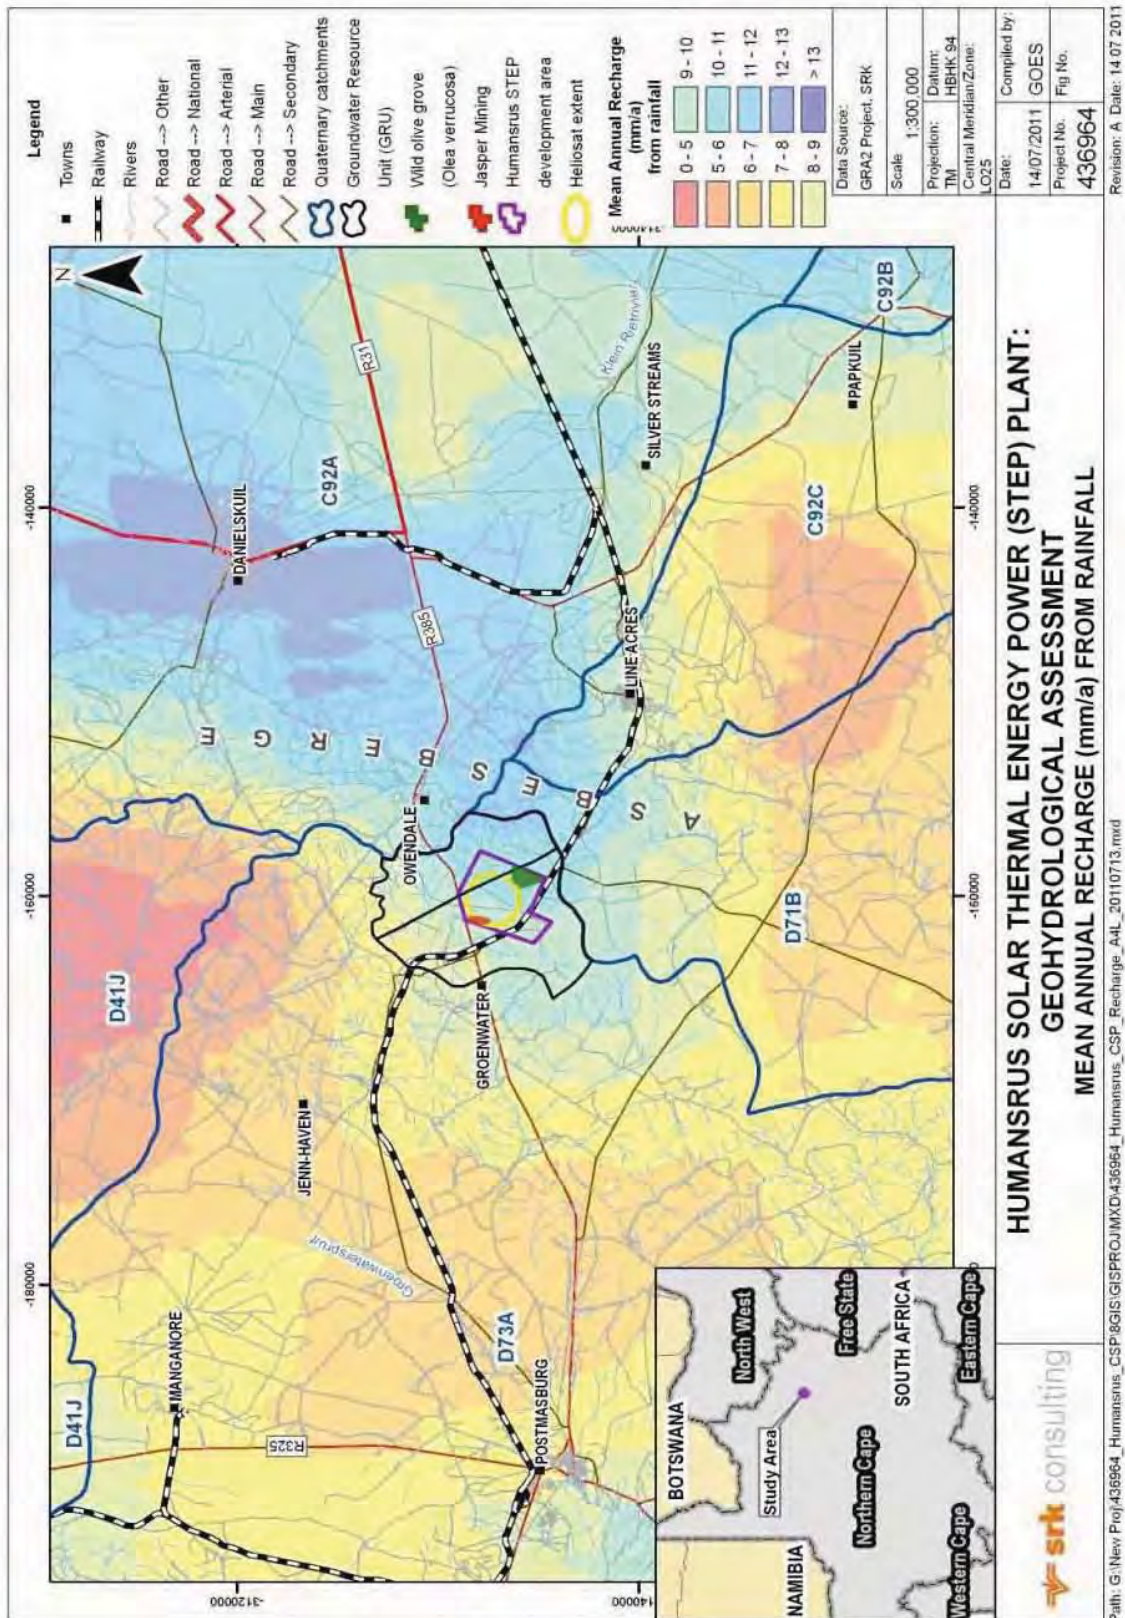 Legend
Towns
Railway
Rivers
Road ---> Other
Road ---> National
Road ---> Arterial
Road ---> Main
Road ---> Secondary
Quaternary catchments
Groundwater Resource
Unit (GRU)
Wild olive grove
(Olea verrucosa)
Jasper Mining
Humansrus STEP
development area
Heliosat extent
Mean Annual Recharge
(mm/a)
from rainfall
0 - 5
5 - 6
6 - 7
7 - 8
8 - 9
9 - 10
10 - 11
11 - 12
12 - 13
> 13
Data Source:
GRA2 Project, SRK
Scale
1:300,000
Projection:
TM
Datum:
HBHK 94
Central Meridian/Zone:
LO25
Date:
14/07/2011
Compiled by:
GOES
Project No.
436964
Fig No.
Revision: A Date: 14 07 2011
-180000
-160000
-140000
-3120000
D41J
D41J
MANGANORE
R325
JENN-HAVEN
Groenwaterspruit
D73A
POSTMASBURG
GROENWATER
OWENDALE
DANIELSKUIL
C92A
R31
R385
ASBESBERGE
LINE ACRES
SILVER STREAMS
Klein Rietrivier
PAPKUIL
C92B
C92C
D71B
-160000
-140000
N
BOTSWANA
NAMIBIA
Study Area
North West
Northern Cape
Free State
SOUTH AFRICA
Western Cape
Eastern Cape
srk consulting
HUMANSRUS SOLAR THERMAL ENERGY POWER (STEP) PLANT:
GEOHYDROLOGICAL ASSESSMENT
MEAN ANNUAL RECHARGE (mm/a) FROM RAINFALL
Path: G:\New Proj\436964_Humansrus_CSP\8GIS\GISPROJ\MXD\436964_Humansrus_CSP_Recharge_A4L_20110713.mxd